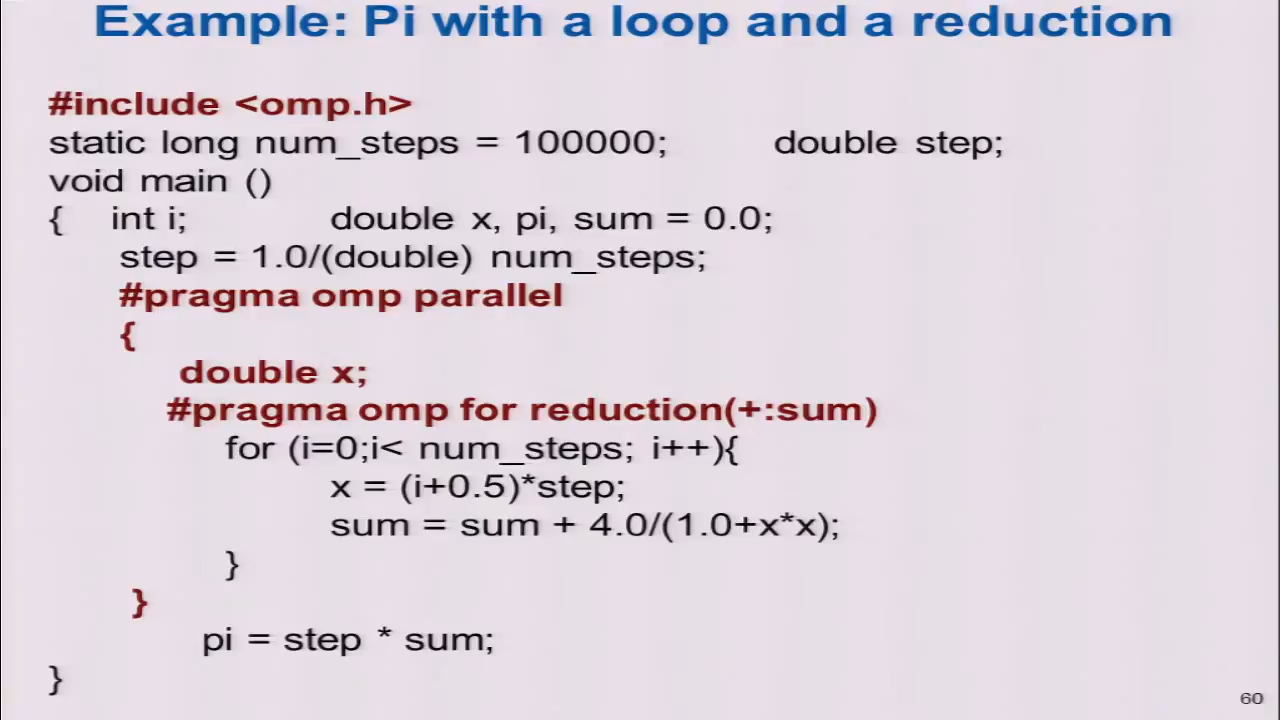 Example: Pi with a loop and a reduction
#include <omp.h>
static long num_steps = 100000; double step;
void main ()
{ int i; double x, pi, sum = 0.0;
step = 1.0/(double) num_steps;
#pragma omp parallel
{
double x;
#pragma omp for reduction(+:sum)
for (i=0;i< num_steps; i++){
x = (i+0.5)*step;
sum = sum + 4.0/(1.0+x*x);
}
}
pi = step * sum;
}
60